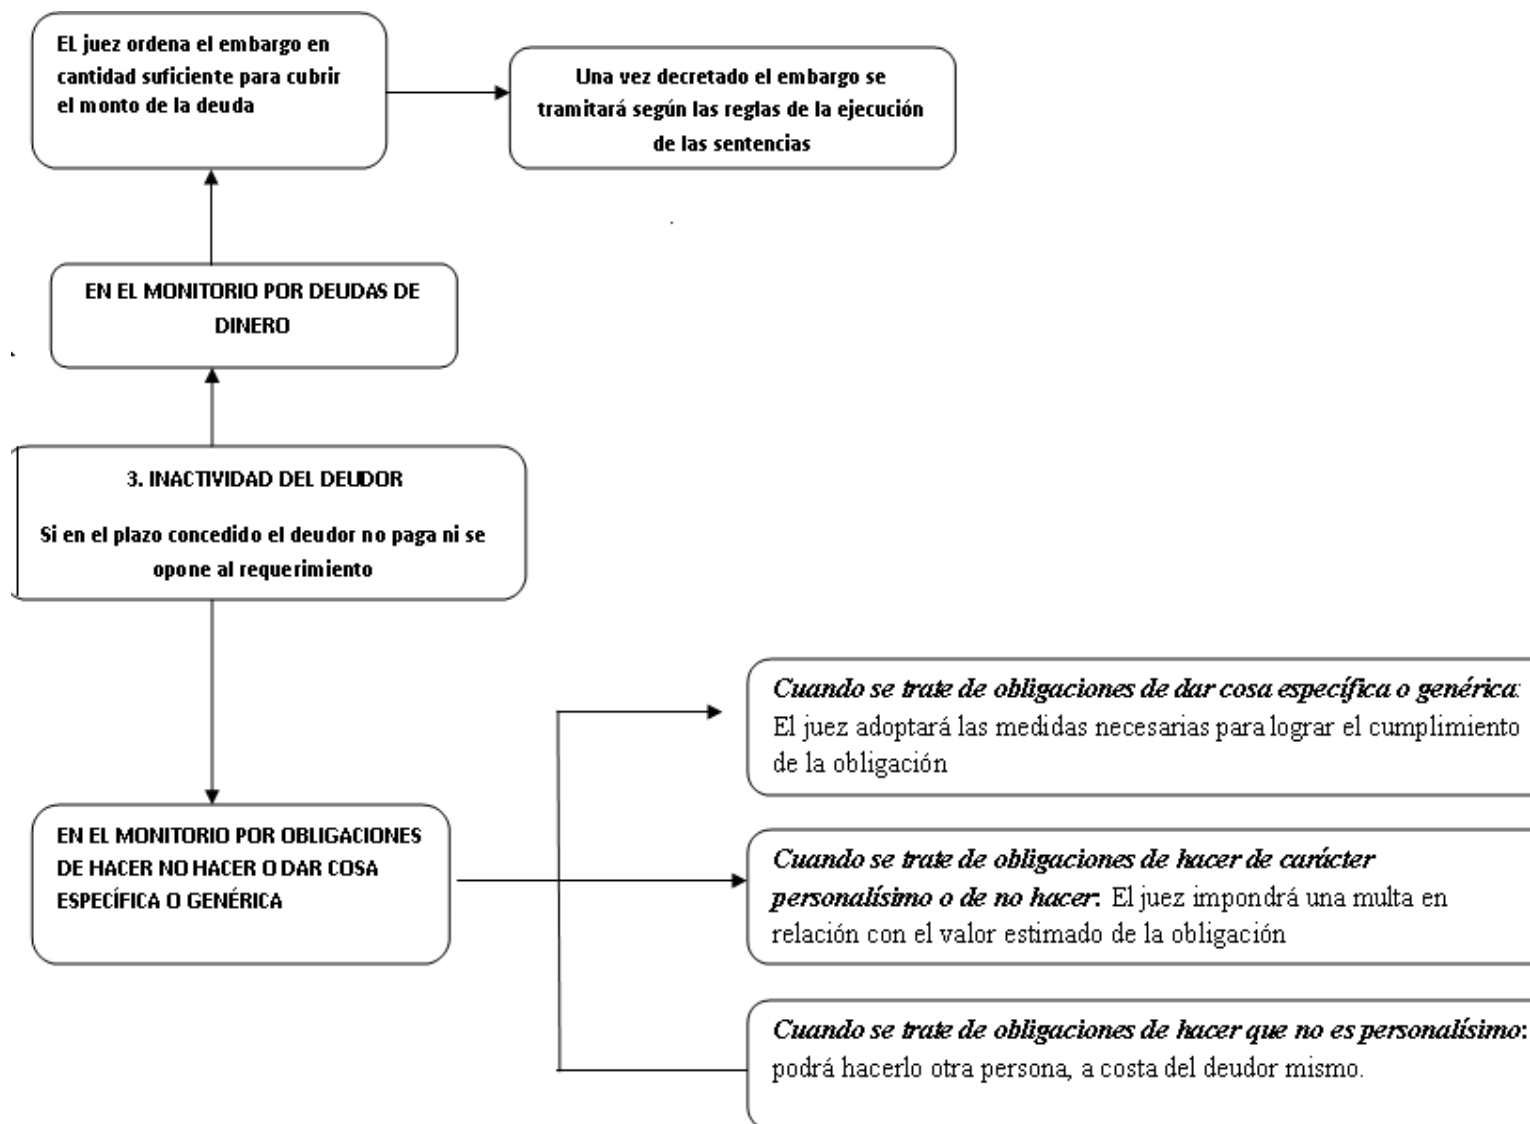 EL juez ordena el embargo en
cantidad suficiente para cubrir
el monto de la deuda
Una vez decretado el embargo se
tramitará según las reglas de la ejecución
de las sentencias
EN EL MONITORIO POR DEUDAS DE
DINERO
3. INACTIVIDAD DEL DEUDOR
Si en el plazo concedido el deudor no paga ni se
opone al requerimiento
EN EL MONITORIO POR OBLIGACIONES
DE HACER NO HACER O DAR COSA
ESPECÍFICA O GENÉRICA
Cuando se trate de obligaciones de dar cosa específica o genérica:
El juez adoptará las medidas necesarias para lograr el cumplimiento
de la obligación
Cuando se trate de obligaciones de hacer de carácter
personalísimo o de no hacer: El juez impondrá una multa en
relación con el valor estimado de la obligación
Cuando se trate de obligaciones de hacer que no es personalísimo:
podrá hacerlo otra persona, a costa del deudor mismo.